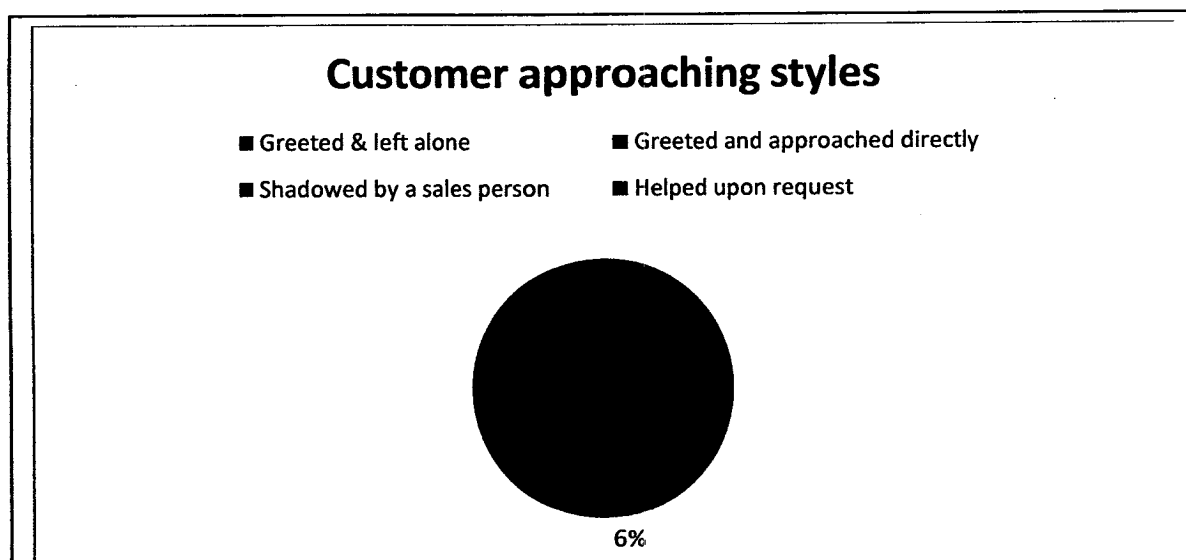 Customer approaching styles
■ Greeted & left alone ■ Greeted and approached directly
■ Shadowed by a sales person ■ Helped upon request
6%